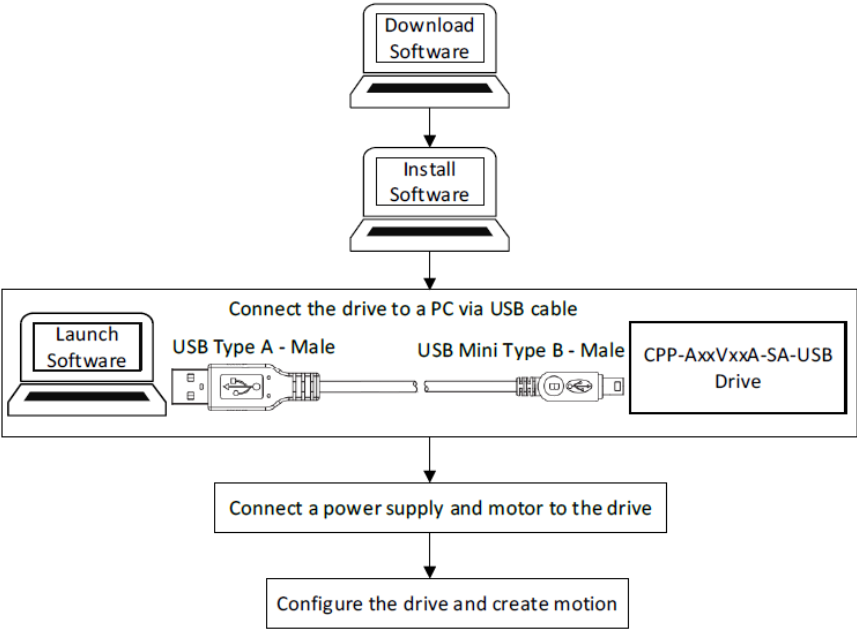 Download
Software
Install
Software
Connect the drive to a PC via USB cable
Launch
Software
USB Type A - Male
USB Mini Type B - Male
CPP-AxxVxxA-SA-USB
Drive
Connect a power supply and motor to the drive
Configure the drive and create motion